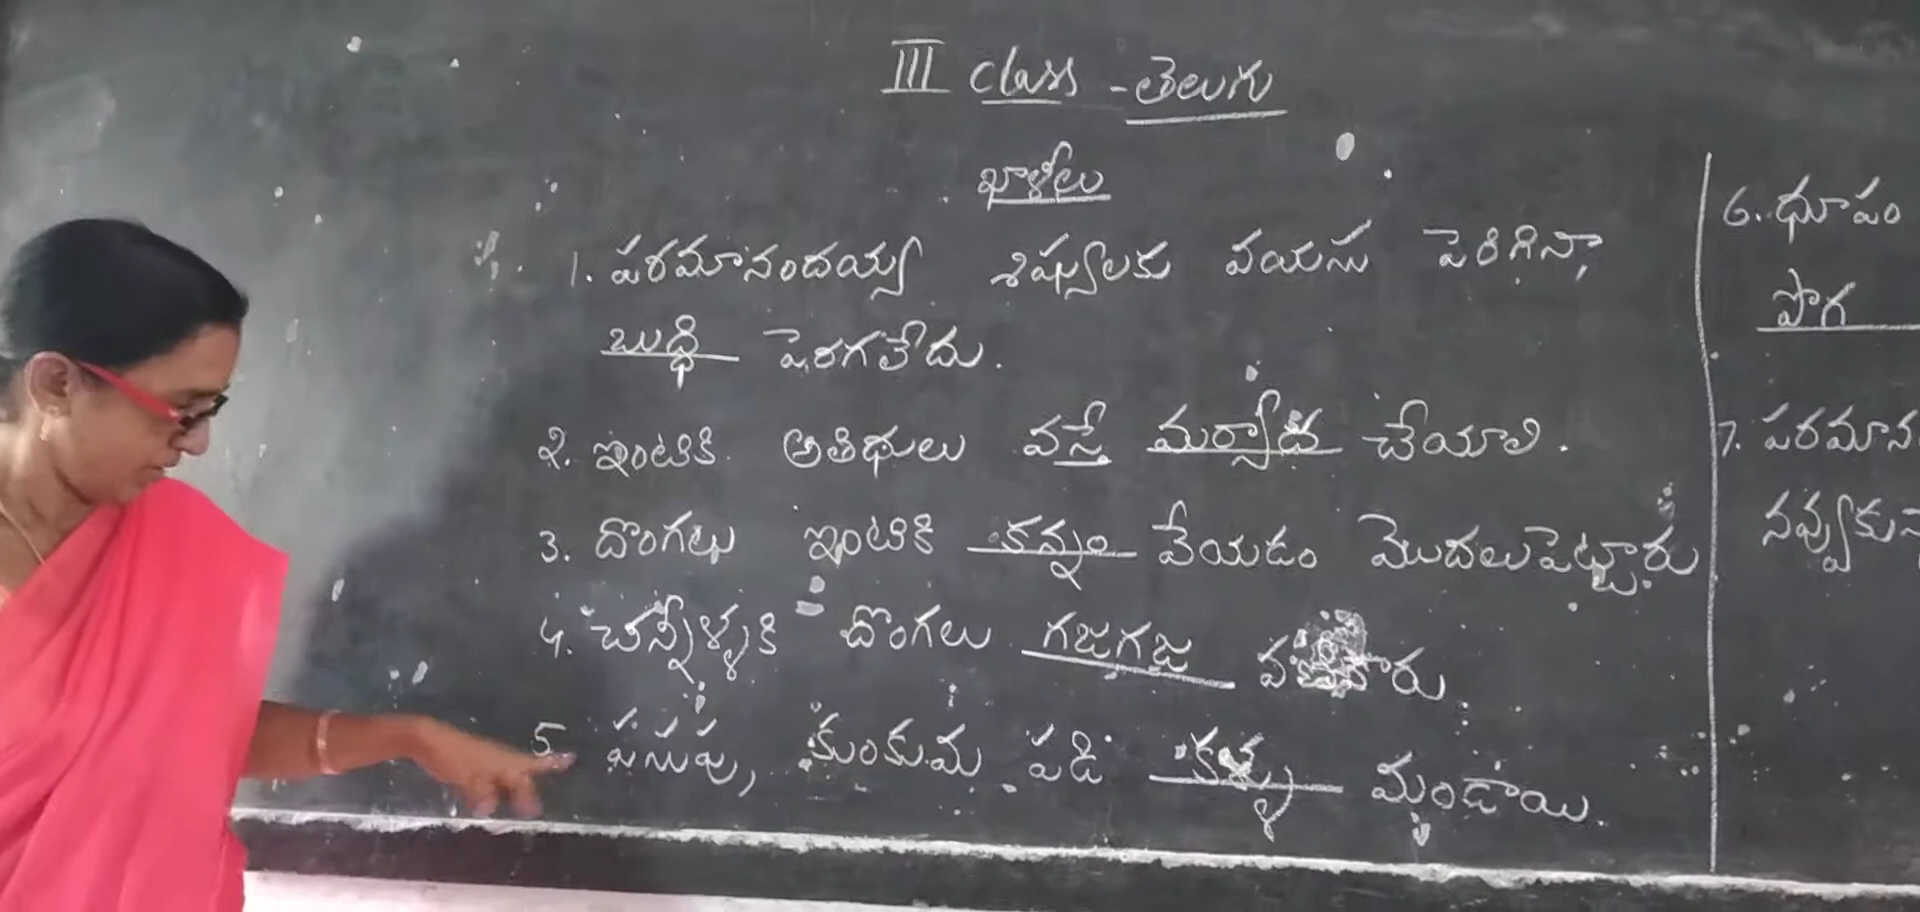 III class - తెలుగు
ఖాళీలు
1. పరమానందయ్య శిష్యులకు వయసు పెరిగినా,
బుద్ధి పెరగలేదు.
2. ఇంటికి అతిథులు వస్తే మర్యాద చేయాలి.
3. దొంగలు ఇంటికి కన్నం వేయడం మొదలుపెట్టారు
4. చన్నీళ్ళకి దొంగలు గజగజ
5 పసుపు, కుంకుమ పడి కళ్ళు మండాయి.
6. ధూపం
పొగ
7. పరమాన
నవ్వుకు